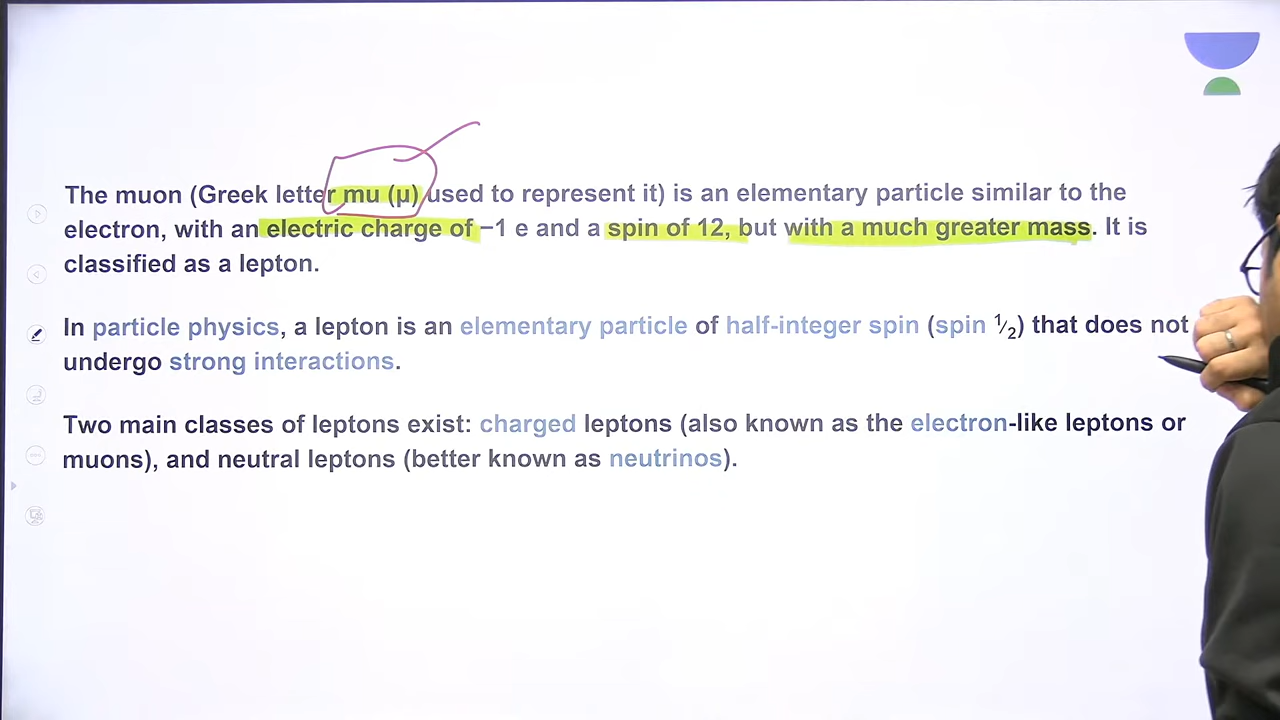 The muon (Greek letter mu (μ) used to represent it) is an elementary particle similar to the
electron, with an electric charge of −1 e and a spin of 12, but with a much greater mass. It is
classified as a lepton.
In particle physics, a lepton is an elementary particle of half-integer spin (spin 1⁄2) that does not
undergo strong interactions.
Two main classes of leptons exist: charged leptons (also known as the electron-like leptons or
muons), and neutral leptons (better known as neutrinos).